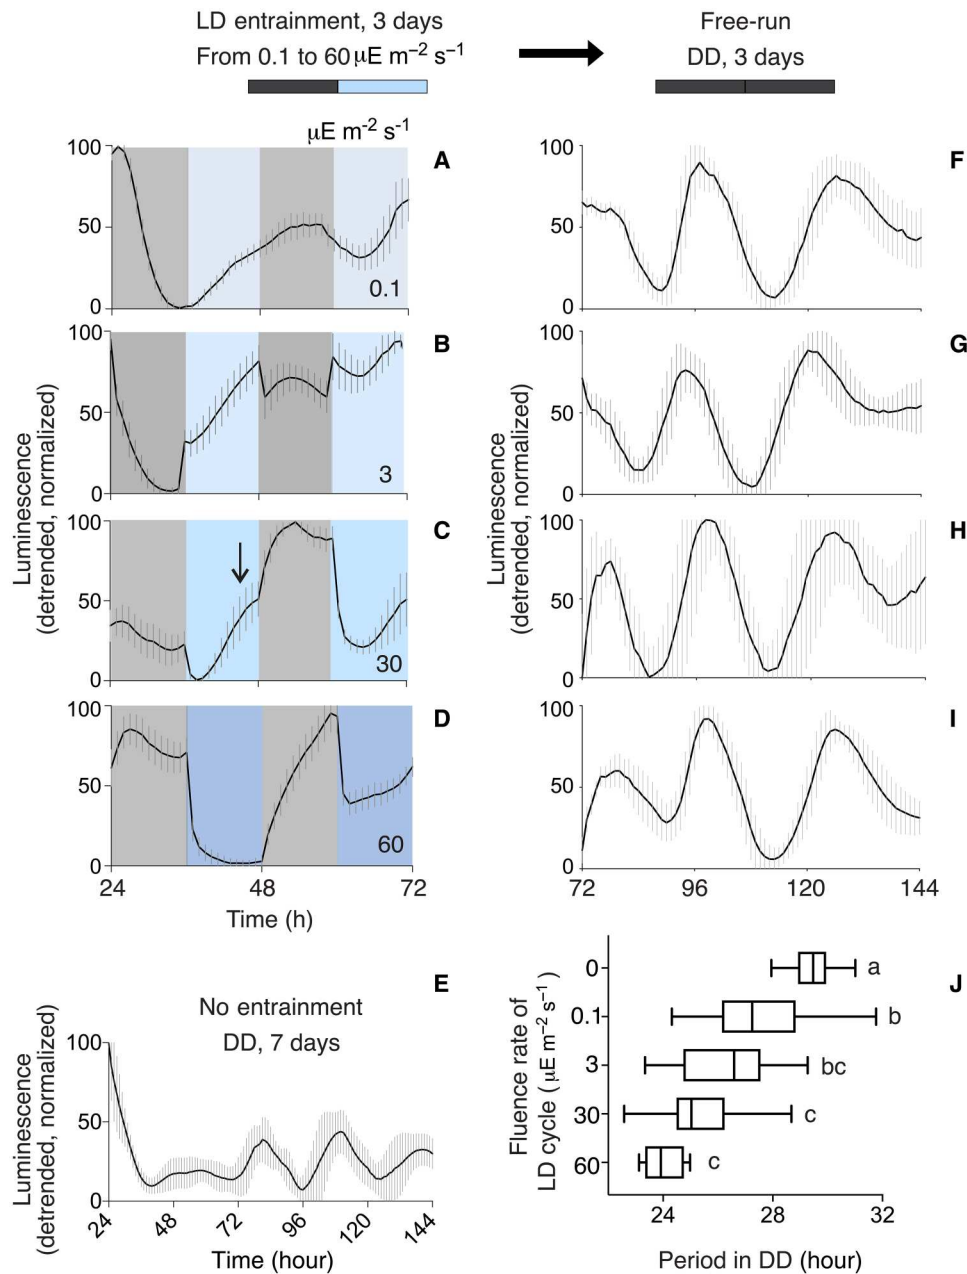 LD entrainment, 3 days
From 0.1 to 60 μE m⁻² s⁻¹
Free-run
DD, 3 days
μE m⁻² s⁻¹
A
100
50
0
0.1
F
100
50
0
B
100
50
0
3
G
100
50
0
Luminescence
(detrended, normalized)
Luminescence
(detrended, normalized)
C
100
50
0
30
H
100
50
0
D
100
50
0
60
24 48 72
Time (h)
I
100
50
0
72 96 120 144
E
No entrainment
DD, 7 days
Luminescence
(detrended, normalized)
100
50
0
24 48 72 96 120 144
Time (hour)
J
Fluence rate of
LD cycle ( μE m⁻² s⁻¹ )
0 a
0.1 b
3 bc
30 c
60 c
24 28 32
Period in DD (hour)